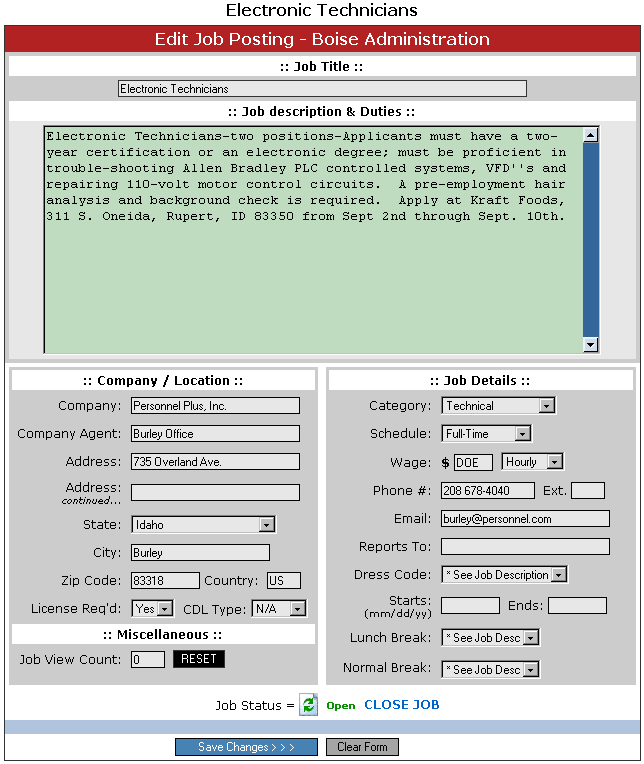 Electronic Technicians
Edit Job Posting - Boise Administration
:: Job Title ::
Electronic Technicians
:: Job description & Duties ::
Electronic Technicians-two positions-Applicants must have a two-
year certification or an electronic degree; must be proficient in
trouble-shooting Allen Bradley PLC controlled systems, VFD''s and
repairing 110-volt motor control circuits.  A pre-employment hair
analysis and background check is required.  Apply at Kraft Foods,
311 S. Oneida, Rupert, ID 83350 from Sept 2nd through Sept. 10th.
:: Company / Location ::
Company: Personnel Plus, Inc.
Company Agent: Burley Office
Address: 735 Overland Ave.
Address:
continued...
State: Idaho
City: Burley
Zip Code: 83318 Country: US
License Req'd: Yes CDL Type: N/A
:: Miscellaneous ::
Job View Count: 0 RESET
:: Job Details ::
Category: Technical
Schedule: Full-Time
Wage: $ DOE Hourly
Phone #: 208 678-4040 Ext.
Email: burley@personnel.com
Reports To:
Dress Code: * See Job Description
Starts: Ends:
(mm/dd/yy)
Lunch Break: * See Job Desc
Normal Break: * See Job Desc
Job Status = Open CLOSE JOB
Save Changes > > > Clear Form